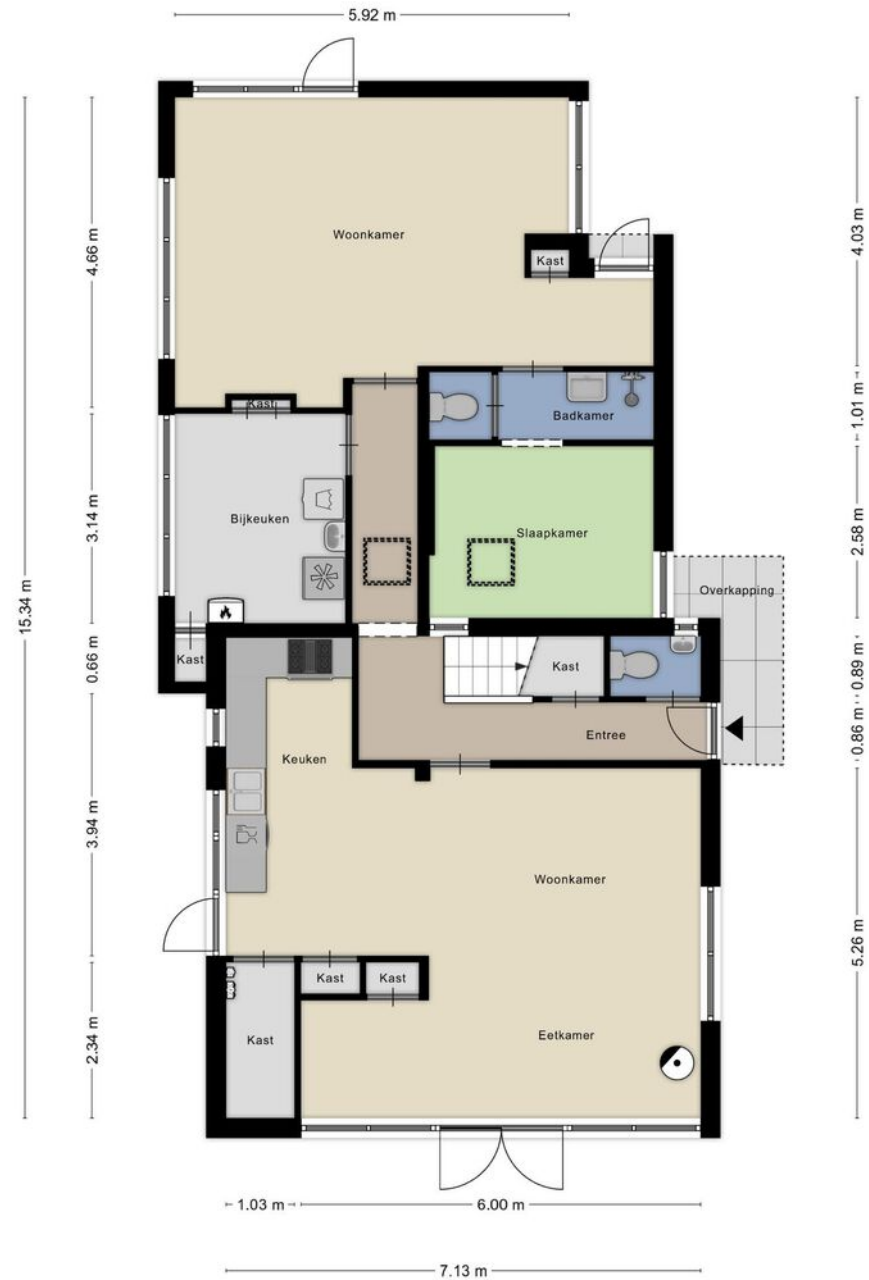 5.92 m
Woonkamer
4.66 m
4.03 m
Kast
Kast
Badkamer
1.01 m
Bijkeuken
Slaapkamer
3.14 m
2.58 m
15.34 m
Overkapping
Kast
Kast
0.66 m
0.89 m
Entree
0.86 m
Keuken
3.94 m
Woonkamer
5.26 m
Kast
Kast
Kast
Eetkamer
2.34 m
1.03 m
6.00 m
7.13 m